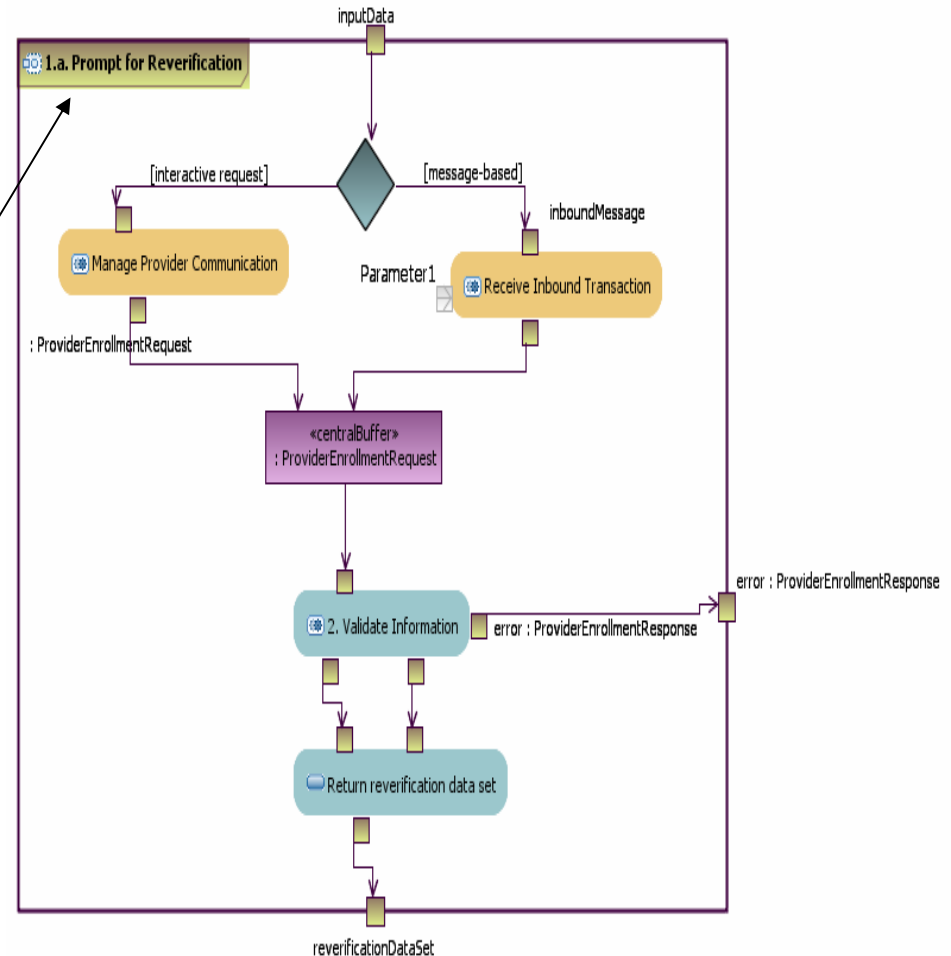 inputData
1.a. Prompt for Reverification
[interactive request]
[message-based]
inboundMessage
Manage Provider Communication
Parameter1
Receive Inbound Transaction
: ProviderEnrollmentRequest
«centralBuffer»
: ProviderEnrollmentRequest
error : ProviderEnrollmentResponse
2. Validate Information
error : ProviderEnrollmentResponse
Return reverification data set
reverificationDataSet